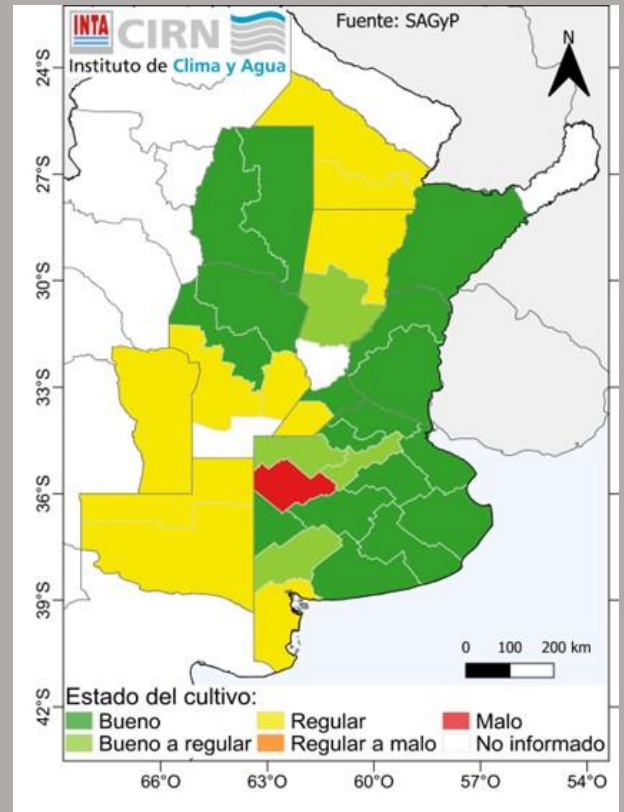 INTA CIRN
Instituto de Clima y Agua
Fuente: SAGyP
N
24°S
27°S
30°S
33°S
36°S
39°S
42°S
0 100 200 km
Estado del cultivo:
Bueno Regular Malo
Bueno a regular Regular a malo No informado
66°O 63°O 60°O 57°O 54°O